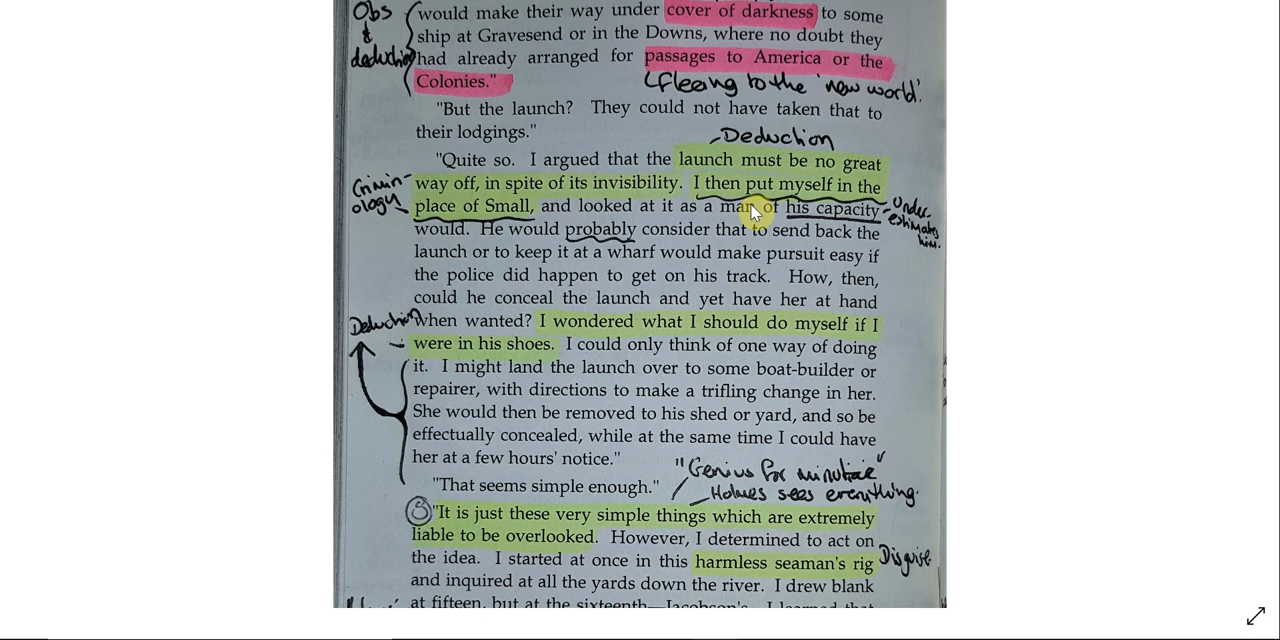 Obs
&
deduction
would make their way under cover of darkness to some
ship at Gravesend or in the Downs, where no doubt they
had already arranged for passages to America or the
Colonies."
Fleeing to the 'new world'.
"But the launch? They could not have taken that to
their lodgings."
- Deduction
"Quite so. I argued that the launch must be no great
way off, in spite of its invisibility. I then put myself in the
Crimin-
ology
place of Small, and looked at it as a man of his capacity
under-
estimates
him.
would. He would probably consider that to send back the
launch or to keep it at a wharf would make pursuit easy if
the police did happen to get on his track. How, then,
could he conceal the launch and yet have her at hand
Deduction
when wanted? I wondered what I should do myself if I
were in his shoes. I could only think of one way of doing
it. I might land the launch over to some boat-builder or
repairer, with directions to make a trifling change in her.
She would then be removed to his shed or yard, and so be
effectually concealed, while at the same time I could have
her at a few hours' notice."
"Genius for minutiae"
"That seems simple enough."
- Holmes sees everything.
③ "It is just these very simple things which are extremely
liable to be overlooked. However, I determined to act on
the idea. I started at once in this harmless seaman's rig
Disguise
and inquired at all the yards down the river. I drew blank
at fifteen, but at the sixteenth—Jacobson's—I learned that